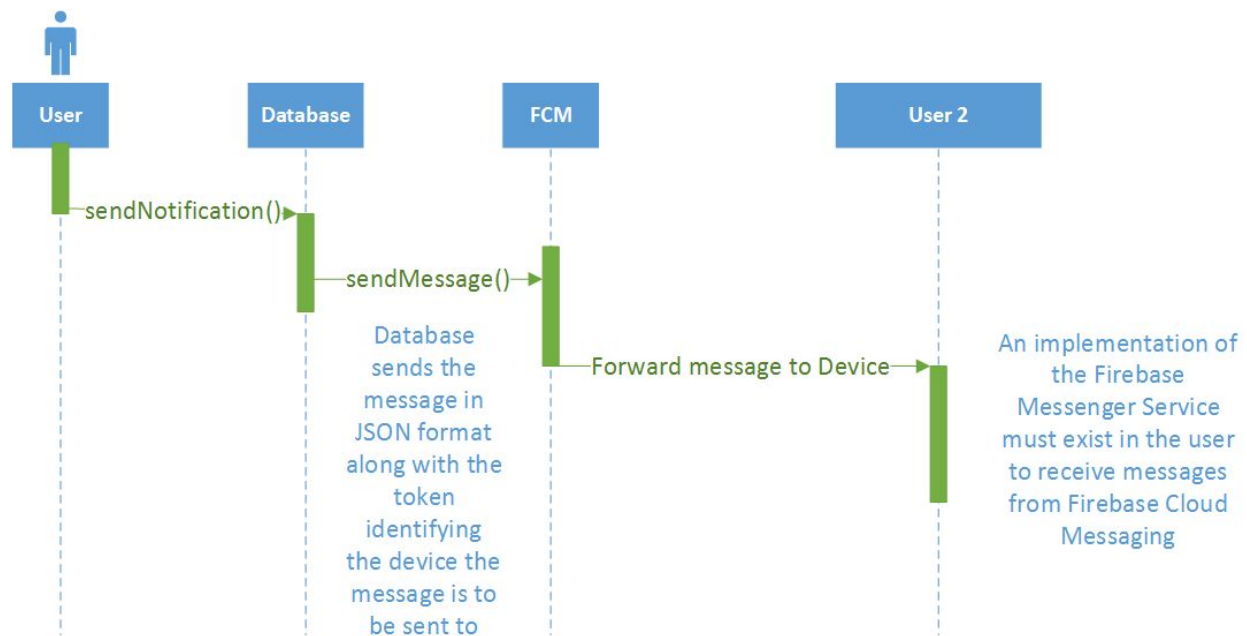 User
Database
FCM
User 2
sendNotification()
sendMessage()
Database
sends the
message in
JSON format
along with the
token
identifying
the device the
message is to
be sent to
Forward message to Device
An implementation of
the Firebase
Messenger Service
must exist in the user
to receive messages
from Firebase Cloud
Messaging